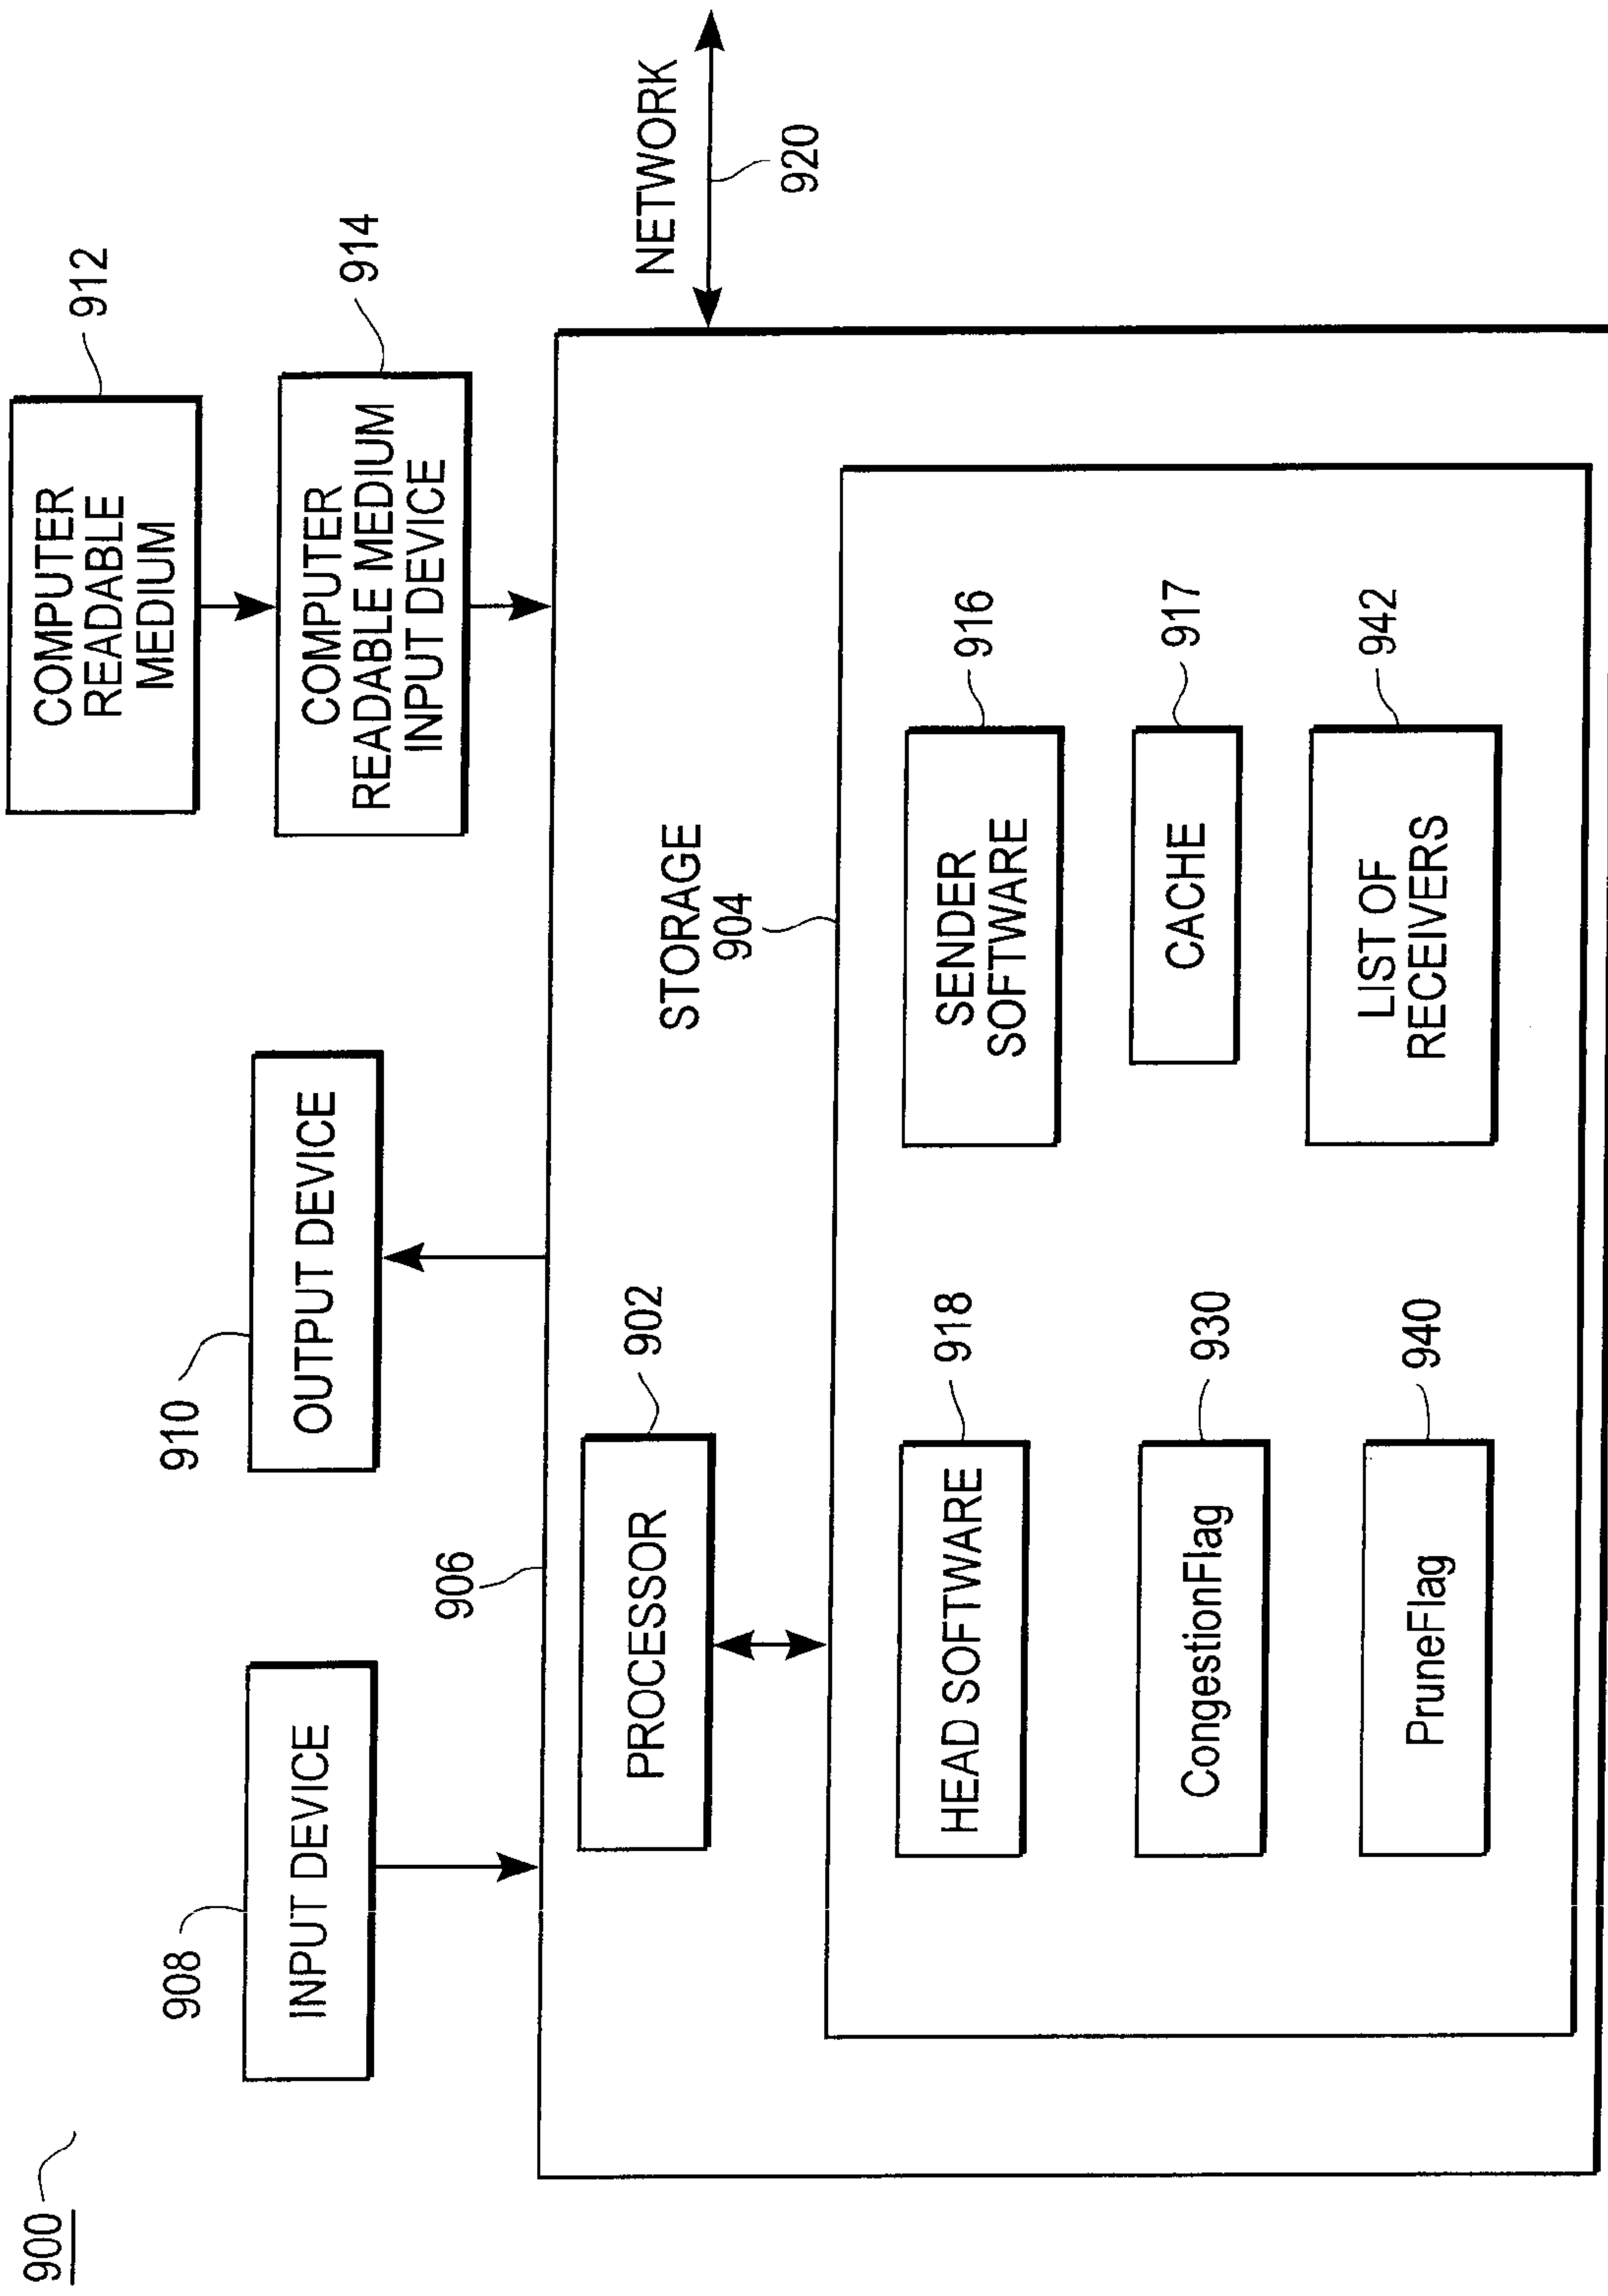 900
908
INPUT DEVICE
910
OUTPUT DEVICE
COMPUTER
READABLE
MEDIUM
912
COMPUTER
READABLE MEDIUM
INPUT DEVICE
914
906
PROCESSOR
902
STORAGE
904
NETWORK
920
HEAD SOFTWARE
918
SENDER
SOFTWARE
916
CongestionFlag
930
CACHE
917
PruneFlag
940
LIST OF
RECEIVERS
942